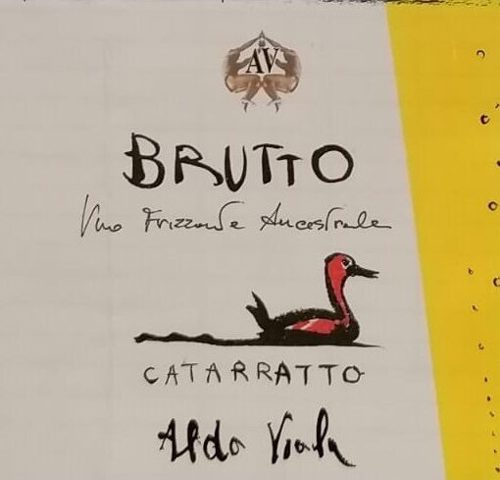 AV
BRUTTO
Vino Frizzante Ancestrale
CATARRATTO
Aldo Viola